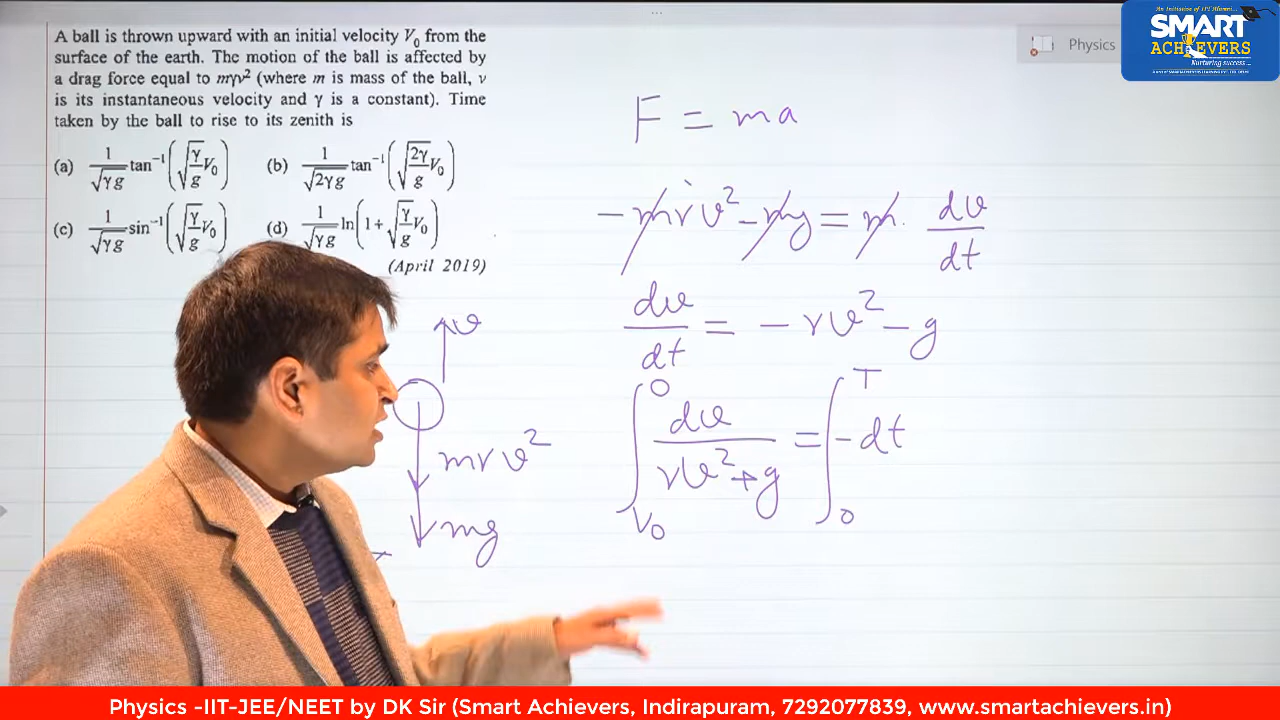 A ball is thrown upward with an initial velocity V₀ from the
surface of the earth. The motion of the ball is affected by
a drag force equal to mγv² (where m is mass of the ball, v
is its instantaneous velocity and γ is a constant). Time
taken by the ball to rise to its zenith is
(a) 1/√(γg) tan⁻¹(√(γ/g) V₀) (b) 1/√(2γg) tan⁻¹(√(2γ/g) V₀)
(c) 1/√(γg) sin⁻¹(√(γ/g) V₀) (d) 1/√(γg) ln(1+√(γ/g) V₀)
(April 2019)
v
mrv²
mg
F = ma
-mrv² - mg = m. dv/dt
dv/dt = -rv² - g
∫_{V₀}^{0} dv/(rv²+g) = ∫_{0}^{T} -dt
Physics
An Initiative of IIT Alumni...
SMART
ACHIEVERS
Nurturing success ...
Physics -IIT-JEE/NEET by DK Sir (Smart Achievers, Indirapuram, 7292077839, www.smartachievers.in)